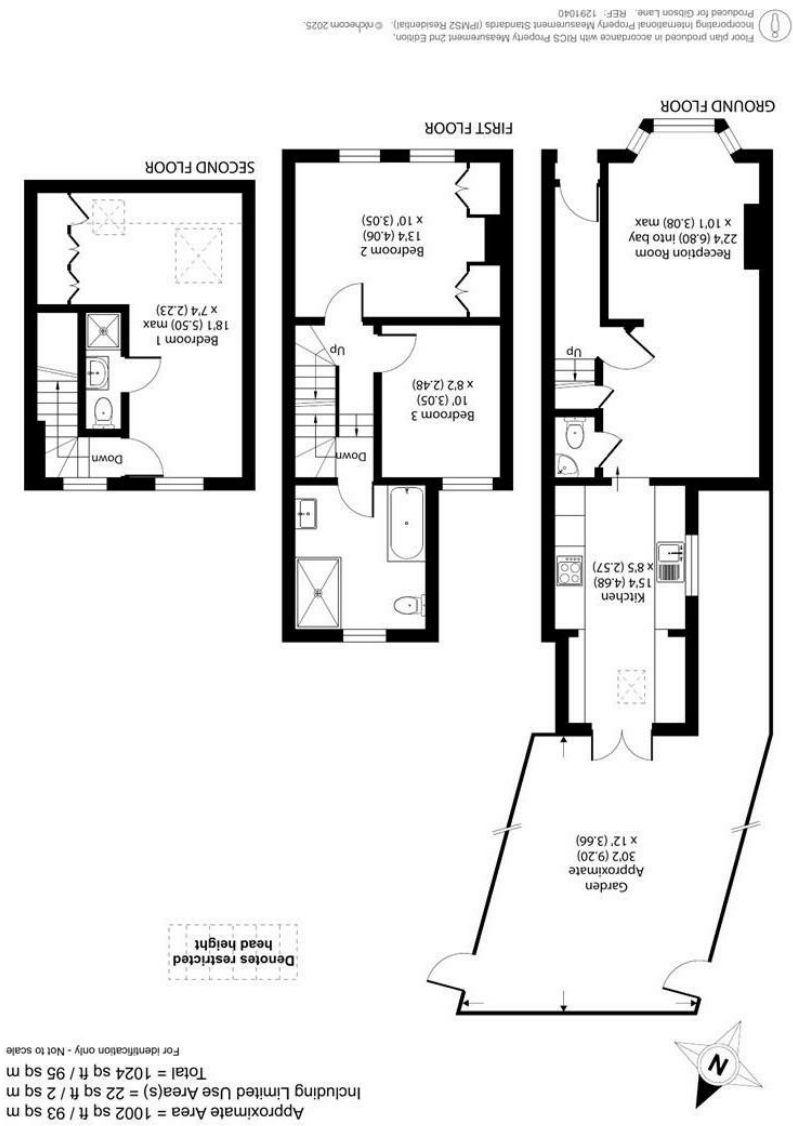 Approximate Area = 1002 sq ft / 93 sq m
Including Limited Use Area(s) = 22 sq ft / 2 sq m
Total = 1024 sq ft / 95 sq m
For identification only - Not to scale
N
Denotes restricted
head height
Garden
Approximate
30'2 (9.20)
x 12' (3.66)
Kitchen
15'4 (4.68)
x 8'5 (2.57)
Up
Reception Room
22'4 (6.80) into bay
x 10'1 (3.08) max
GROUND FLOOR
Down
Bedroom 3
10' (3.05)
x 8'2 (2.48)
Up
Bedroom 2
13'4 (4.06)
x 10' (3.05)
FIRST FLOOR
Down
Bedroom 1
18'1 (5.50) max
x 7'4 (2.23)
SECOND FLOOR
Floor plan produced in accordance with RICS Property Measurement 2nd Edition,
Incorporating International Property Measurement Standards (IPMS2 Residential). ©nichecom 2025.
Produced for Gibson Lane. REF: 1291040